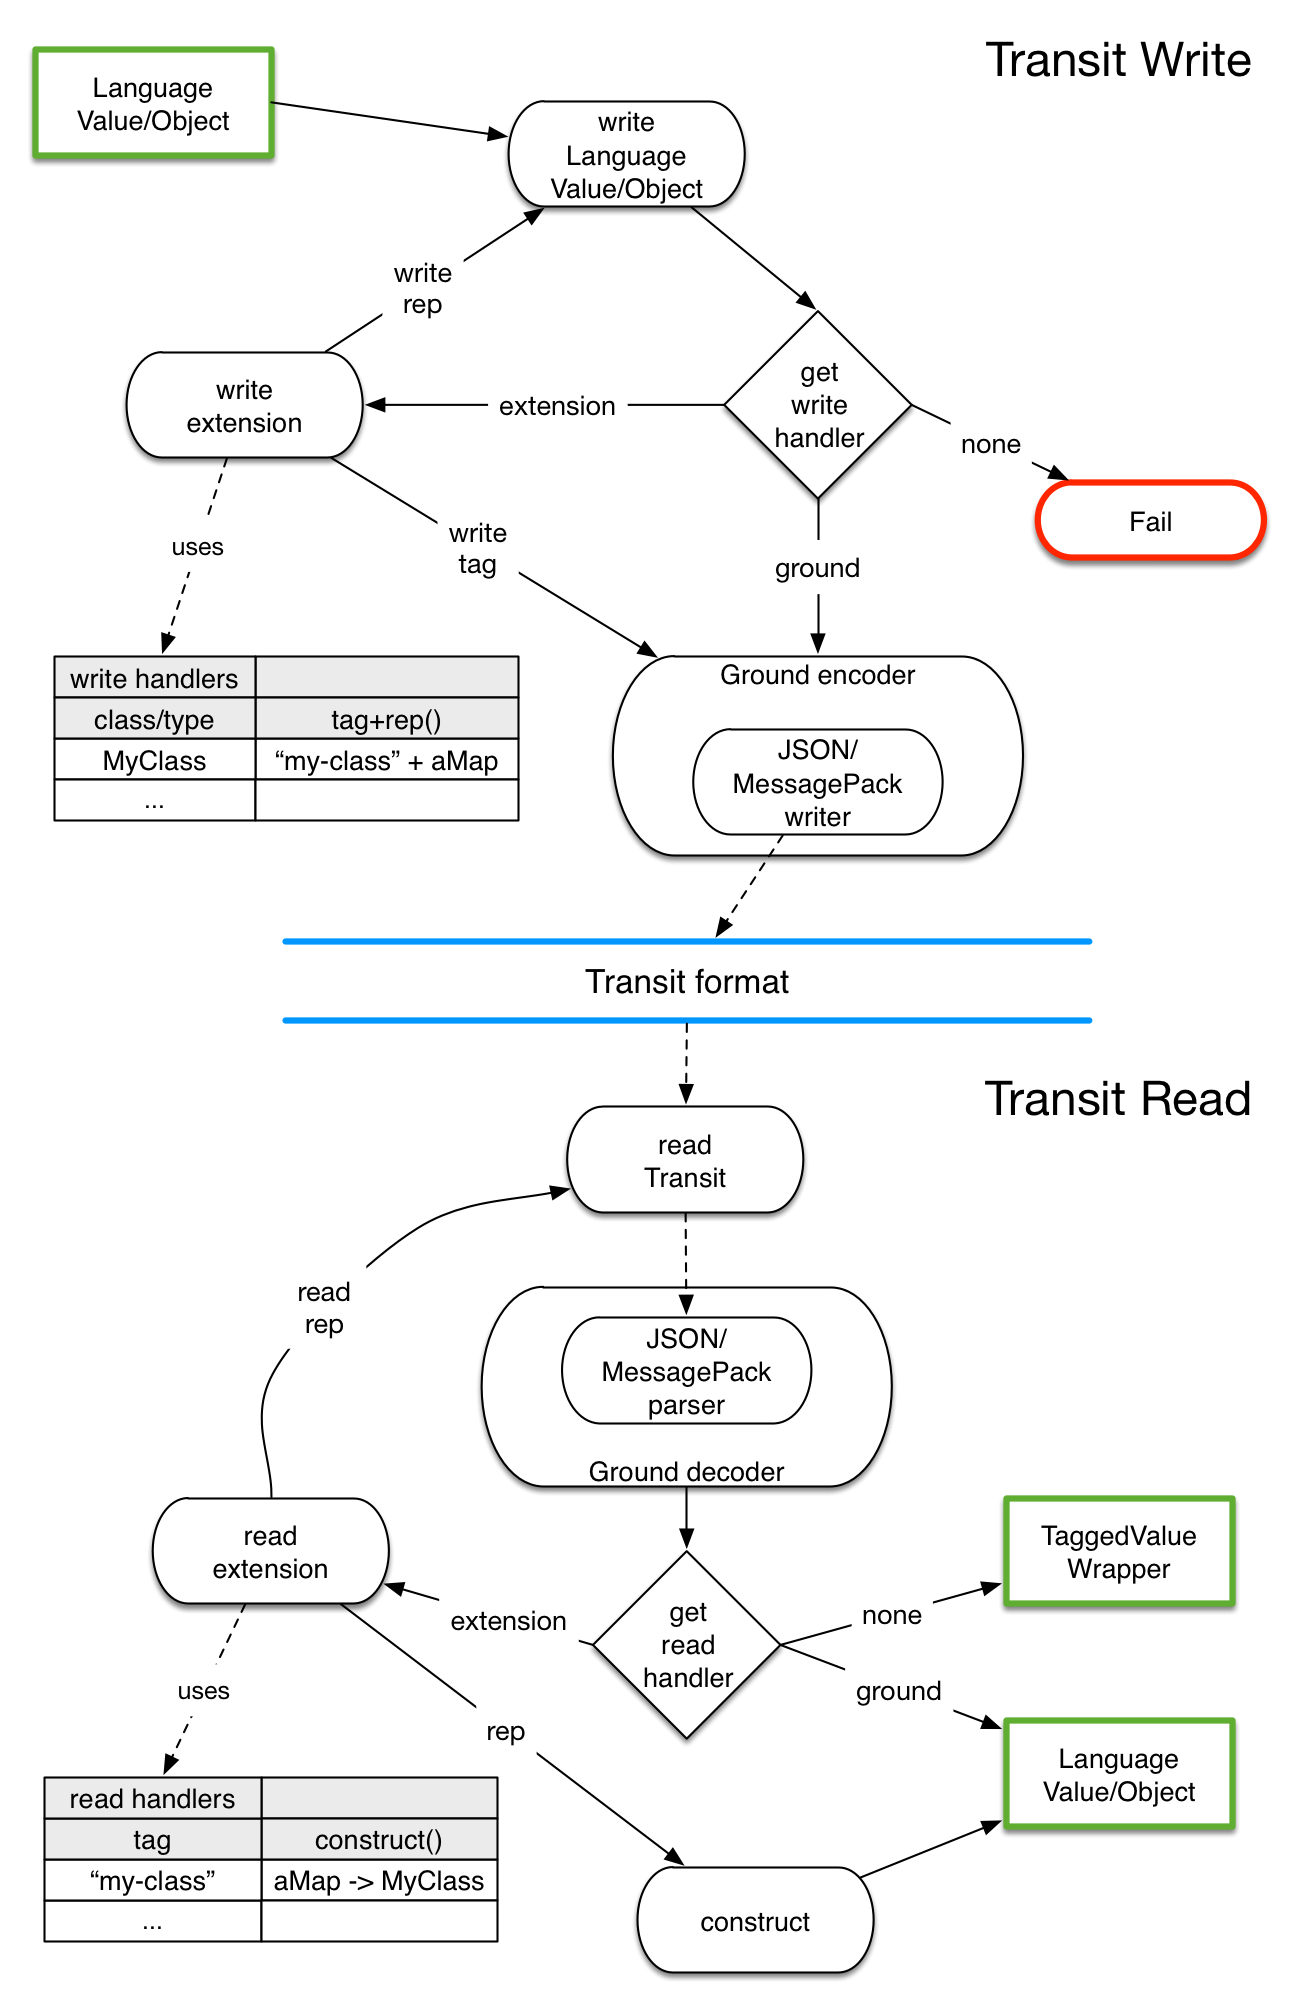 Transit Write
Language
Value/Object
write
Language
Value/Object
write
rep
get
write
handler
write
extension
extension
none
Fail
write
tag
uses
ground
write handlers
class/type
tag+rep()
MyClass
“my-class” + aMap
...
Ground encoder
JSON/
MessagePack
writer
Transit format
Transit Read
read
Transit
read
rep
JSON/
MessagePack
parser
Ground decoder
read
extension
extension
get
read
handler
none
TaggedValue
Wrapper
ground
Language
Value/Object
uses
rep
read handlers
tag
construct()
“my-class”
aMap -> MyClass
...
construct